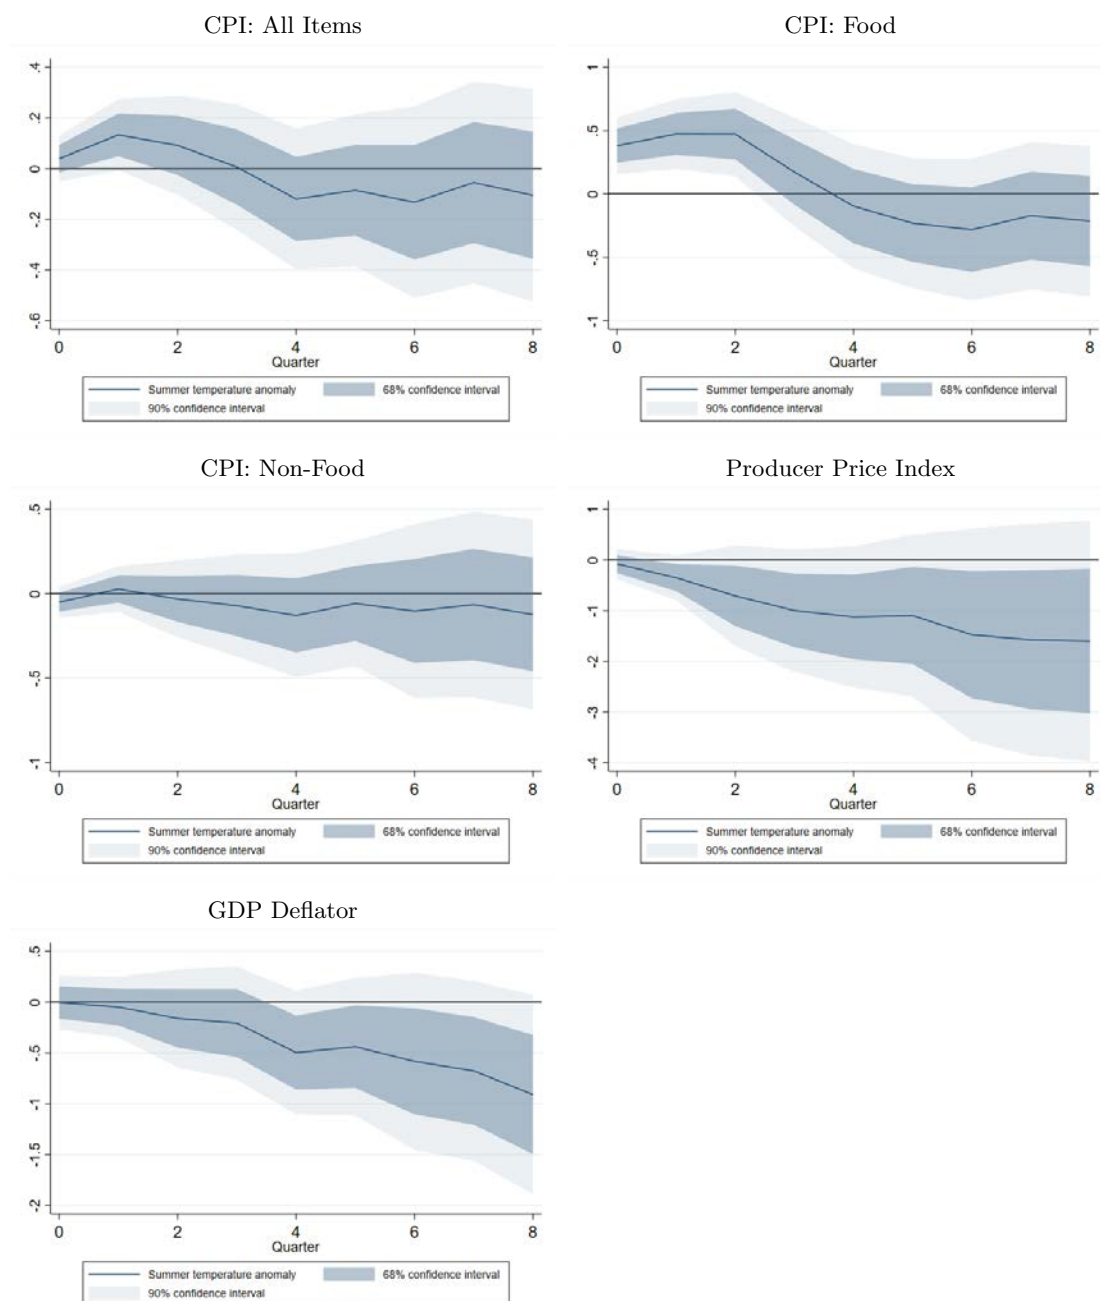 CPI: All Items
.4
.2
0
-.2
-.4
-.6
0 2 4 6 8
Quarter
Summer temperature anomaly 68% confidence interval
90% confidence interval
CPI: Food
1
.5
0
-.5
-1
0 2 4 6 8
Quarter
Summer temperature anomaly 68% confidence interval
90% confidence interval
CPI: Non-Food
.5
0
-.5
-1
0 2 4 6 8
Quarter
Summer temperature anomaly 68% confidence interval
90% confidence interval
Producer Price Index
1
0
-1
-2
-3
-4
0 2 4 6 8
Quarter
Summer temperature anomaly 68% confidence interval
90% confidence interval
GDP Deflator
.5
0
-.5
-1
-1.5
-2
0 2 4 6 8
Quarter
Summer temperature anomaly 68% confidence interval
90% confidence interval